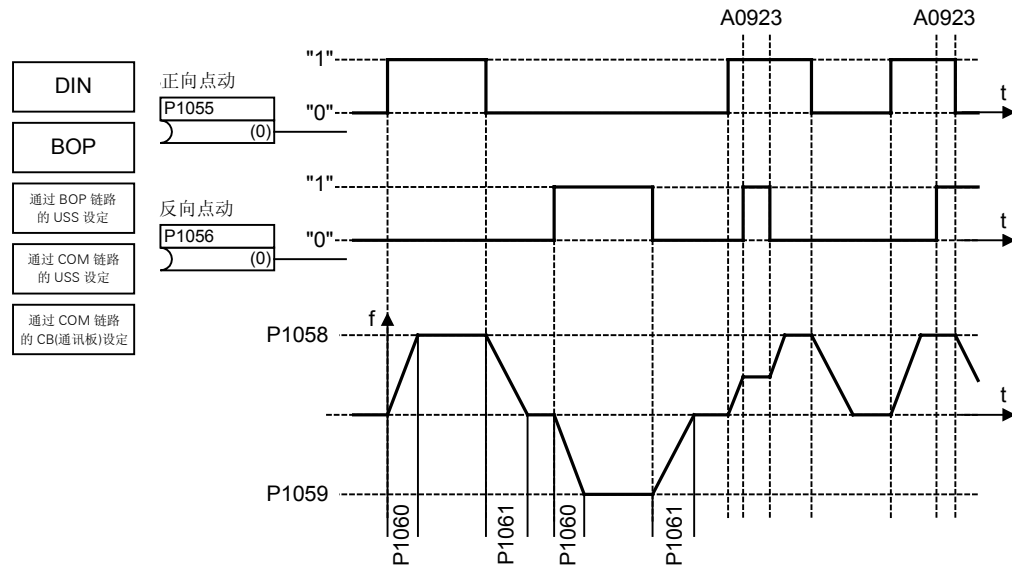 A0923
A0923
DIN
BOP
通过 BOP 链路
的 USS 设定
通过 COM 链路
的 USS 设定
通过 COM 链路
的 CB(通讯板)设定
正向点动
P1055
(0)
"1"
"0"
t
反向点动
P1056
(0)
"1"
"0"
t
f
P1058
t
P1059
P1060
P1061
P1060
P1061